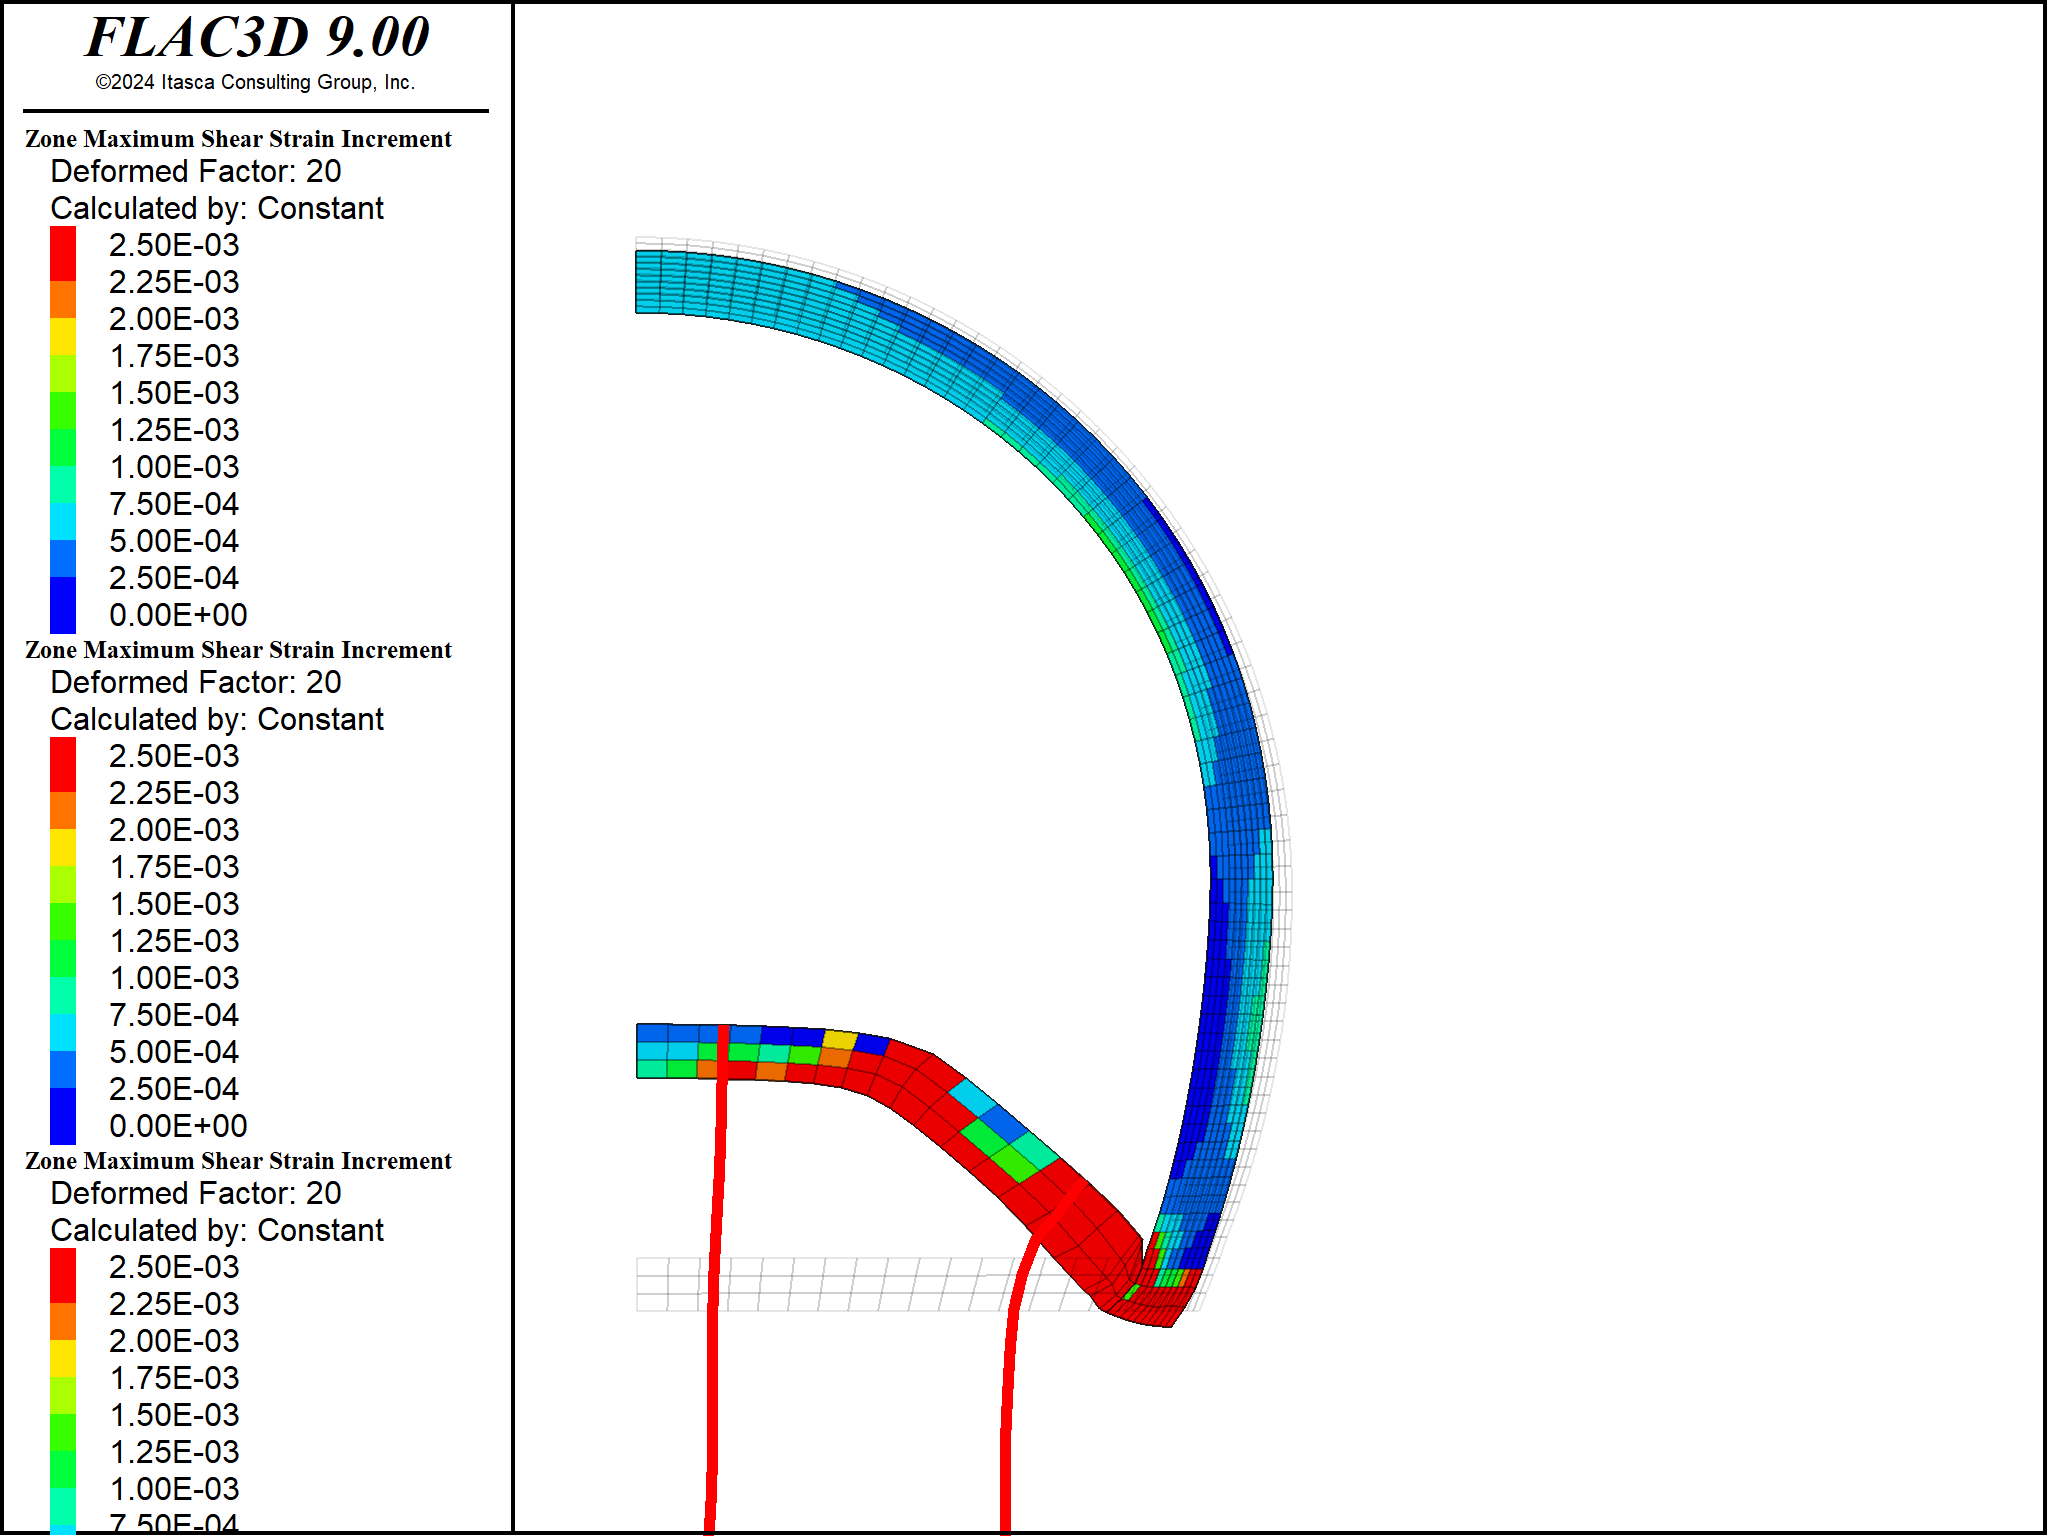 FLAC3D 9.00
©2024 Itasca Consulting Group, Inc.
Zone Maximum Shear Strain Increment
Deformed Factor: 20
Calculated by: Constant
2.50E-03
2.25E-03
2.00E-03
1.75E-03
1.50E-03
1.25E-03
1.00E-03
7.50E-04
5.00E-04
2.50E-04
0.00E+00
Zone Maximum Shear Strain Increment
Deformed Factor: 20
Calculated by: Constant
2.50E-03
2.25E-03
2.00E-03
1.75E-03
1.50E-03
1.25E-03
1.00E-03
7.50E-04
5.00E-04
2.50E-04
0.00E+00
Zone Maximum Shear Strain Increment
Deformed Factor: 20
Calculated by: Constant
2.50E-03
2.25E-03
2.00E-03
1.75E-03
1.50E-03
1.25E-03
1.00E-03
7.50E-04